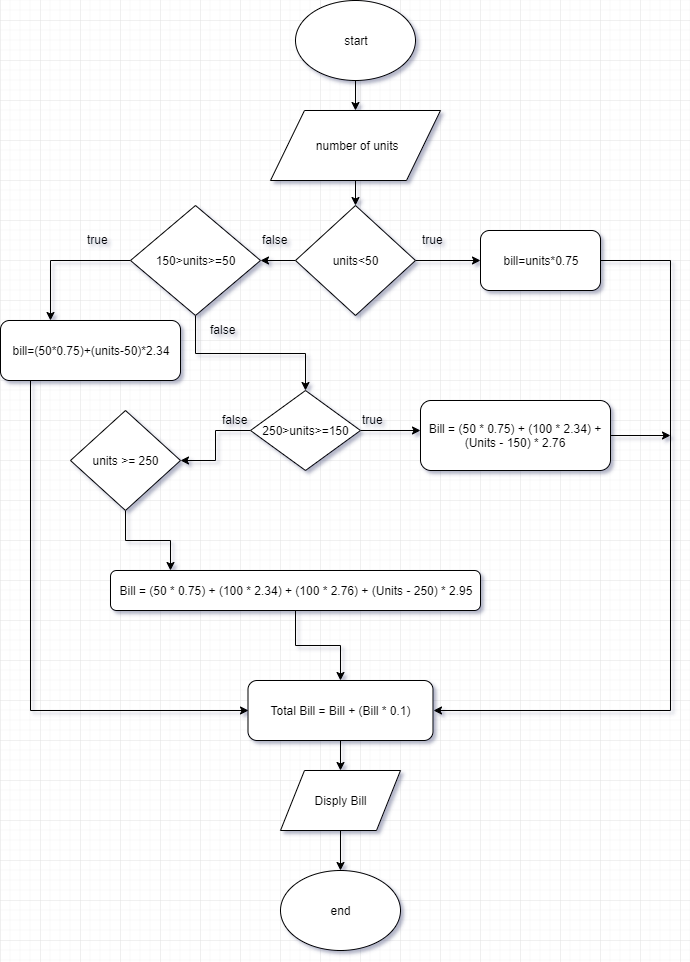 start
number of units
true
false
true
150>units>=50
units<50
bill=units*0.75
false
bill=(50*0.75)+(units-50)*2.34
false
true
250>units>=150
Bill = (50 * 0.75) + (100 * 2.34) +
(Units - 150) * 2.76
units >= 250
Bill = (50 * 0.75) + (100 * 2.34) + (100 * 2.76) + (Units - 250) * 2.95
Total Bill = Bill + (Bill * 0.1)
Disply Bill
end